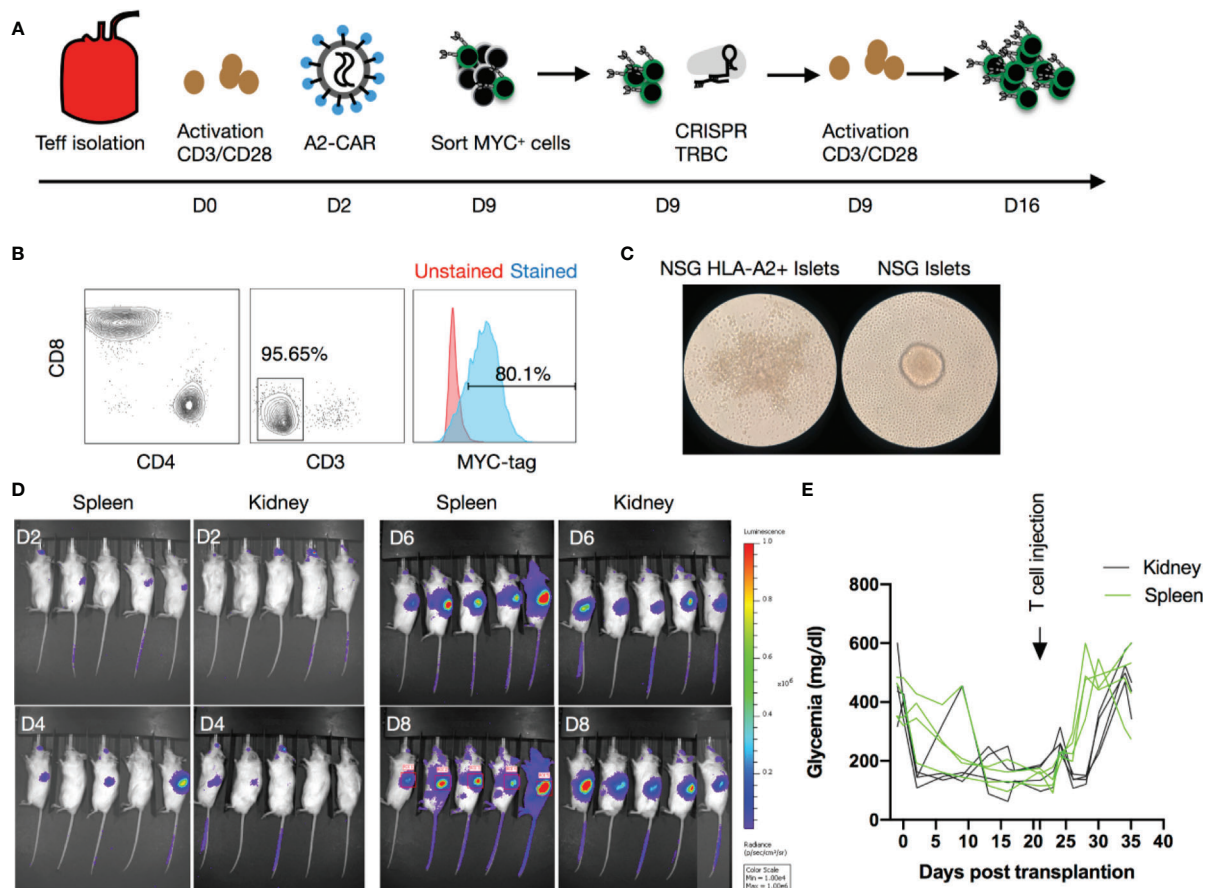 A
Teff isolation
Activation
CD3/CD28
A2-CAR
Sort MYC⁺ cells
CRISPR
TRBC
Activation
CD3/CD28
D0
D2
D9
D9
D9
D16
B
Unstained Stained
CD8
95.65%
80.1%
CD4
CD3
MYC-tag
C
NSG HLA-A2+ Islets
NSG Islets
D
Spleen
Kidney
Spleen
Kidney
D2
D2
D6
D6
D4
D4
D8
D8
Luminescence
1.0
0.8
0.6
x10⁶
0.4
0.2
Radiance
(p/sec/cm²/sr)
Color Scale
Min = 1.00e4
Max = 1.00e6
E
T cell injection
Kidney
Spleen
Glycemia (mg/dl)
800
600
400
200
0
0
5
10
15
20
25
30
35
40
Days post transplantion